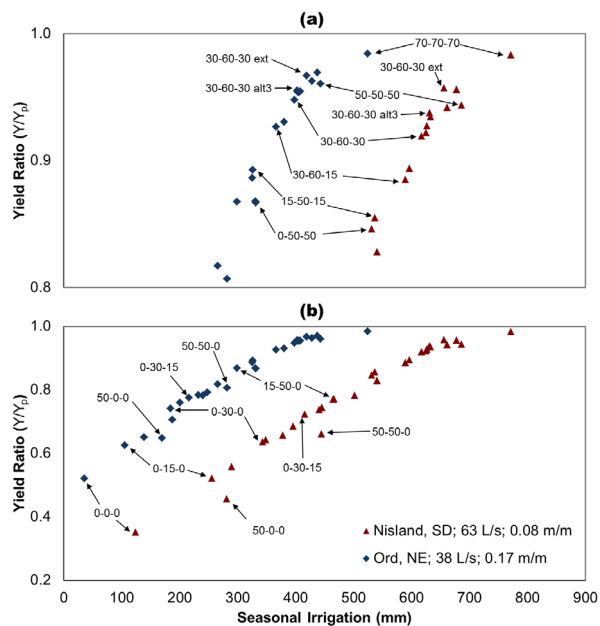 (a)
1.0
0.9
0.8
Yield Ratio (Y/Yp)
70-70-70
30-60-30 ext
30-60-30 ext
30-60-30 alt3
50-50-50
30-60-30 alt3
30-60-30
30-60-15
15-50-15
0-50-50
(b)
1.0
0.8
0.6
0.4
0.2
Yield Ratio (Y/Yp)
50-50-0
0-30-15
50-0-0
15-50-0
0-30-0
50-50-0
0-30-15
0-15-0
0-0-0
50-0-0
Nisland, SD; 63 L/s; 0.08 m/m
Ord, NE; 38 L/s; 0.17 m/m
0 100 200 300 400 500 600 700 800 900
Seasonal Irrigation (mm)